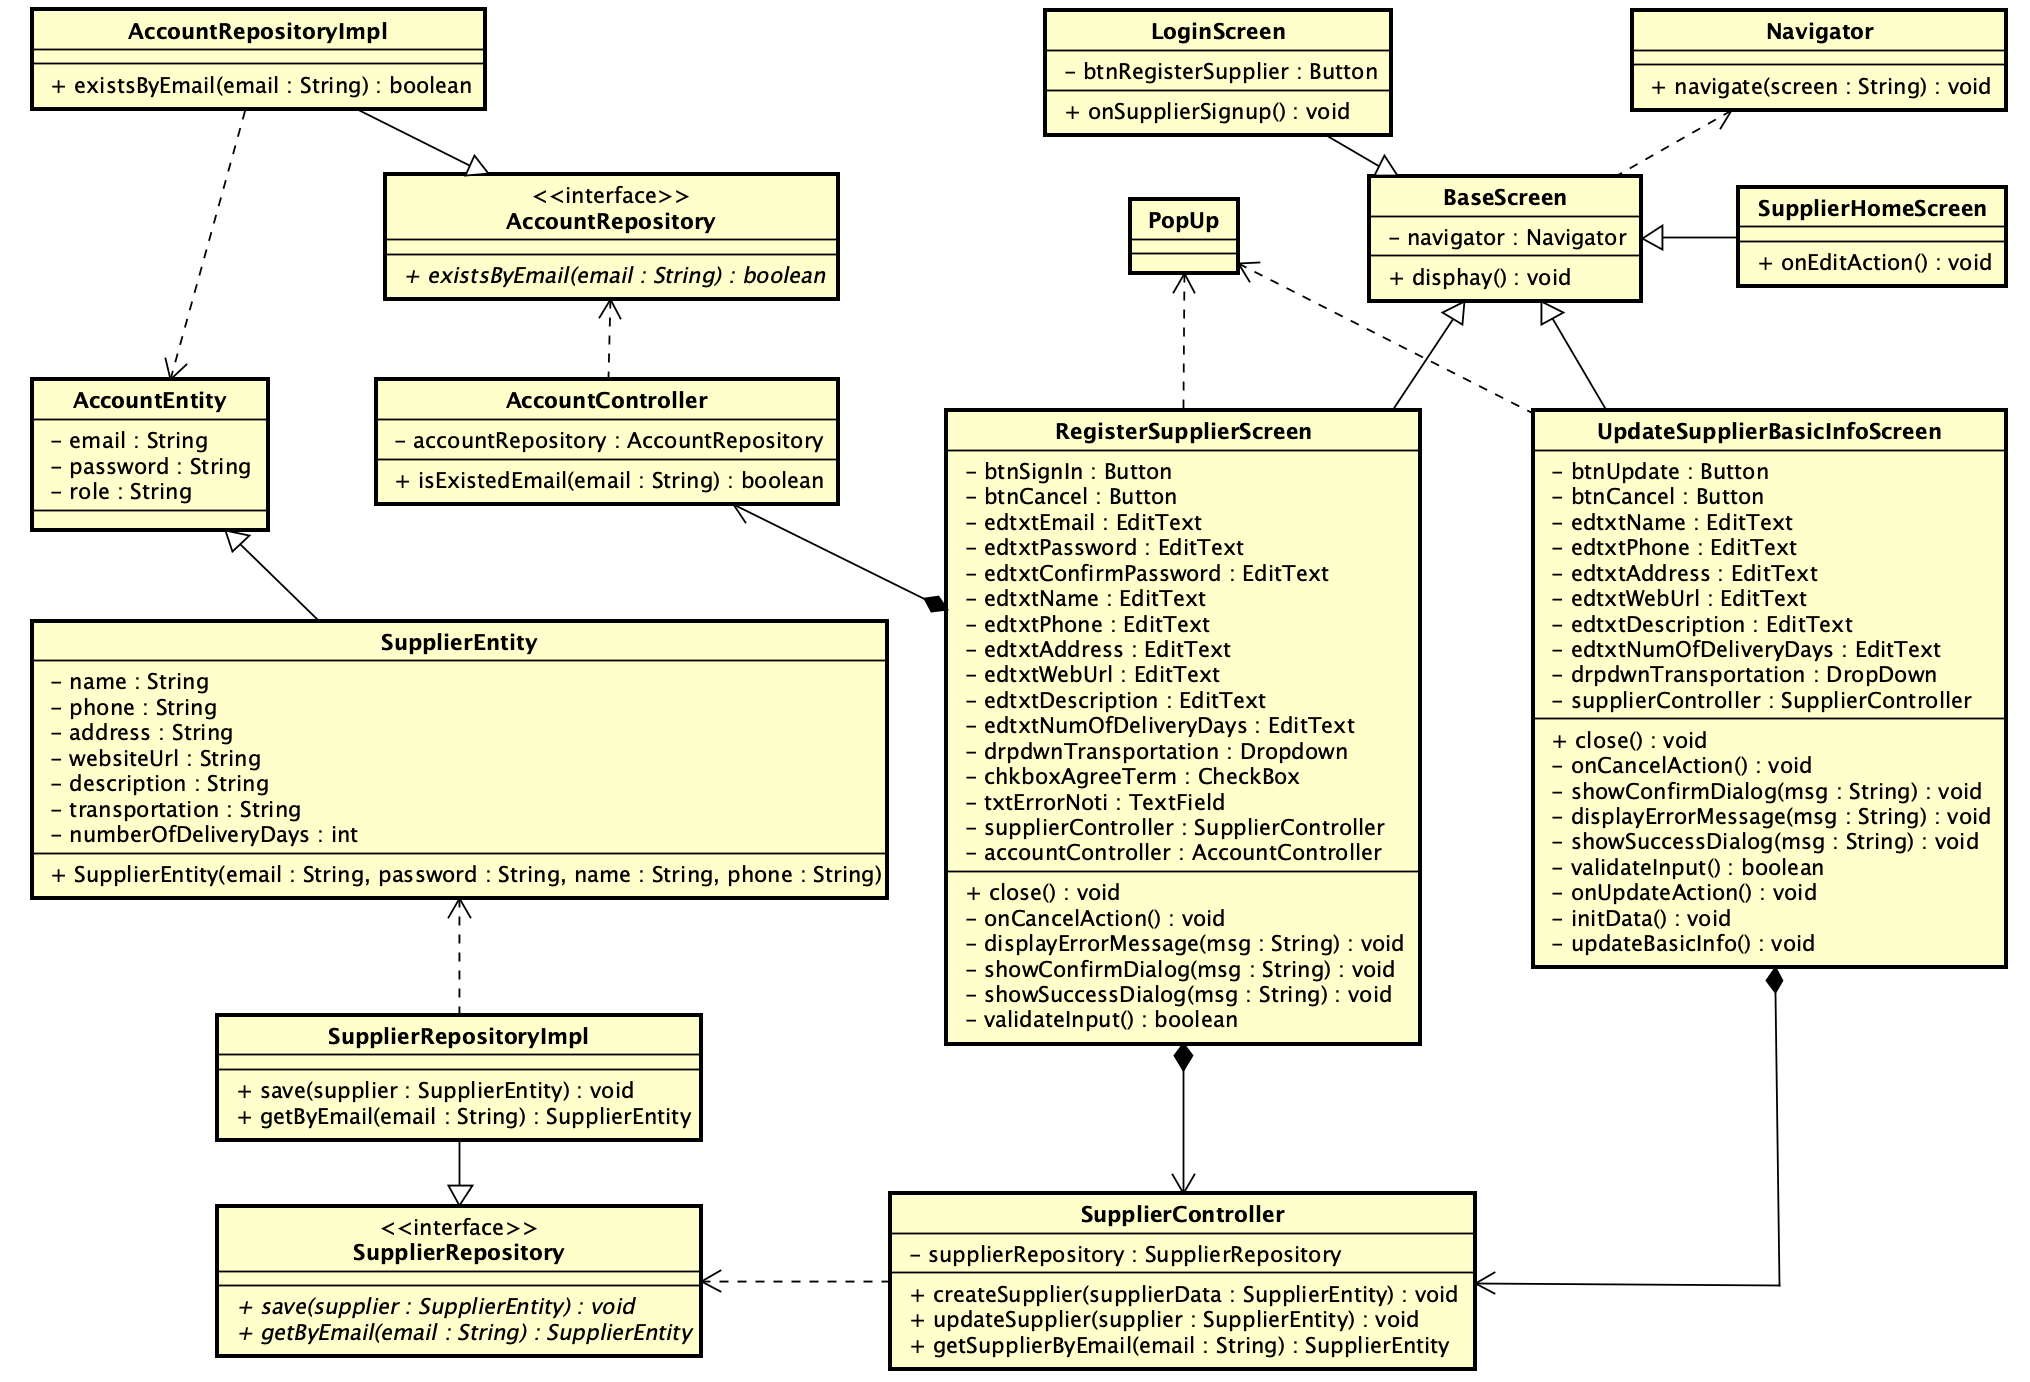 AccountRepositoryImpl
+ existsByEmail(email : String) : boolean
LoginScreen
– btnRegisterSupplier : Button
+ onSupplierSignup() : void
Navigator
+ navigate(screen : String) : void
<<interface>>
AccountRepository
+ existsByEmail(email : String) : boolean
PopUp
BaseScreen
– navigator : Navigator
+ disphay() : void
SupplierHomeScreen
+ onEditAction() : void
AccountEntity
– email : String
– password : String
– role : String
AccountController
– accountRepository : AccountRepository
+ isExistedEmail(email : String) : boolean
RegisterSupplierScreen
– btnSignIn : Button
– btnCancel : Button
– edtxtEmail : EditText
– edtxtPassword : EditText
– edtxtConfirmPassword : EditText
– edtxtName : EditText
– edtxtPhone : EditText
– edtxtAddress : EditText
– edtxtWebUrl : EditText
– edtxtDescription : EditText
– edtxtNumOfDeliveryDays : EditText
– drpdwnTransportation : Dropdown
– chkboxAgreeTerm : CheckBox
– txtErrorNoti : TextField
– supplierController : SupplierController
– accountController : AccountController
+ close() : void
– onCancelAction() : void
– displayErrorMessage(msg : String) : void
– showConfirmDialog(msg : String) : void
– showSuccessDialog(msg : String) : void
– validateInput() : boolean
UpdateSupplierBasicInfoScreen
– btnUpdate : Button
– btnCancel : Button
– edtxtName : EditText
– edtxtPhone : EditText
– edtxtAddress : EditText
– edtxtWebUrl : EditText
– edtxtDescription : EditText
– edtxtNumOfDeliveryDays : EditText
– drpdwnTransportation : DropDown
– supplierController : SupplierController
+ close() : void
– onCancelAction() : void
– showConfirmDialog(msg : String) : void
– displayErrorMessage(msg : String) : void
– showSuccessDialog(msg : String) : void
– validateInput() : boolean
– onUpdateAction() : void
– initData() : void
– updateBasicInfo() : void
SupplierEntity
– name : String
– phone : String
– address : String
– websiteUrl : String
– description : String
– transportation : String
– numberOfDeliveryDays : int
+ SupplierEntity(email : String, password : String, name : String, phone : String)
SupplierRepositoryImpl
+ save(supplier : SupplierEntity) : void
+ getByEmail(email : String) : SupplierEntity
<<interface>>
SupplierRepository
+ save(supplier : SupplierEntity) : void
+ getByEmail(email : String) : SupplierEntity
SupplierController
– supplierRepository : SupplierRepository
+ createSupplier(supplierData : SupplierEntity) : void
+ updateSupplier(supplier : SupplierEntity) : void
+ getSupplierByEmail(email : String) : SupplierEntity